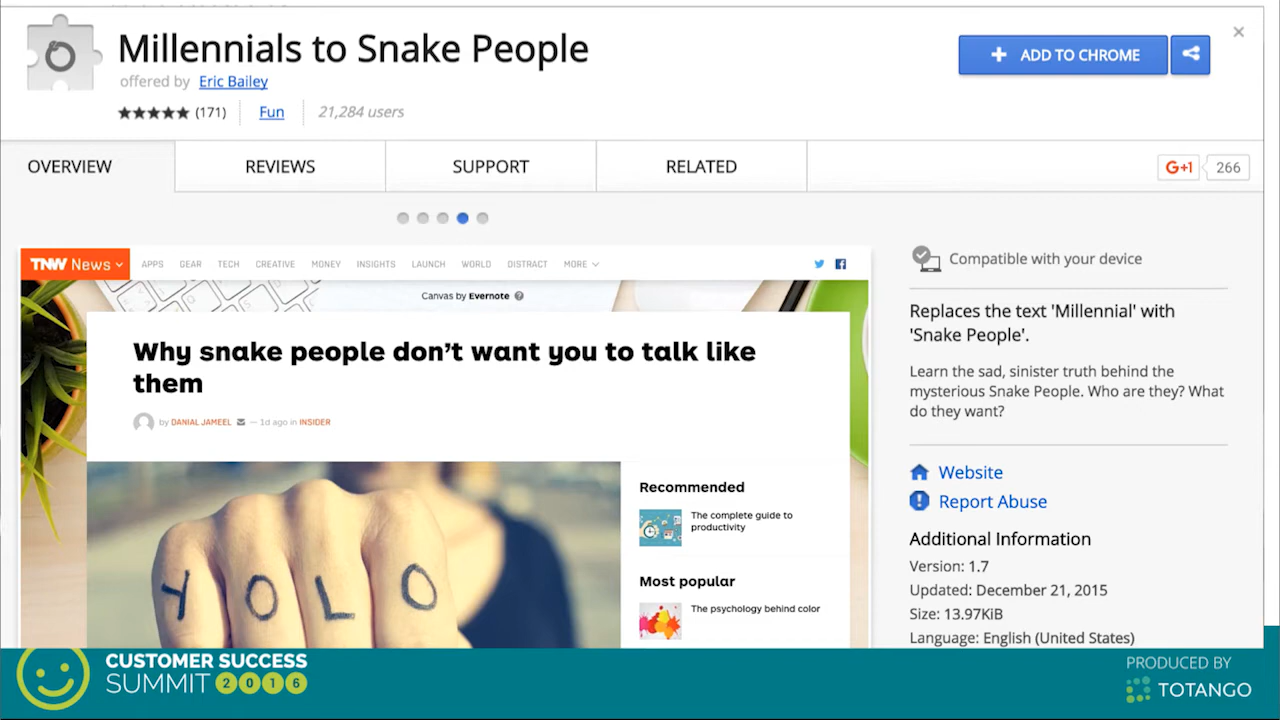 Millennials to Snake People
offered by Eric Bailey
(171)
Fun
21,284 users
ADD TO CHROME
OVERVIEW
REVIEWS
SUPPORT
RELATED
G+1
266
TNW News
APPS
GEAR
TECH
CREATIVE
MONEY
INSIGHTS
LAUNCH
WORLD
DISTRACT
MORE
Canvas by Evernote ?
Why snake people don't want you to talk like
them
by DANIAL JAMEEL — 1d ago in INSIDER
YOLO
Recommended
The complete guide to
productivity
Most popular
The psychology behind color
Compatible with your device
Replaces the text 'Millennial' with
'Snake People'.
Learn the sad, sinister truth behind the
mysterious Snake People. Who are they? What
do they want?
Website
Report Abuse
Additional Information
Version: 1.7
Updated: December 21, 2015
Size: 13.97KiB
Language: English (United States)
CUSTOMER SUCCESS
SUMMIT 2016
PRODUCED BY
TOTANGO